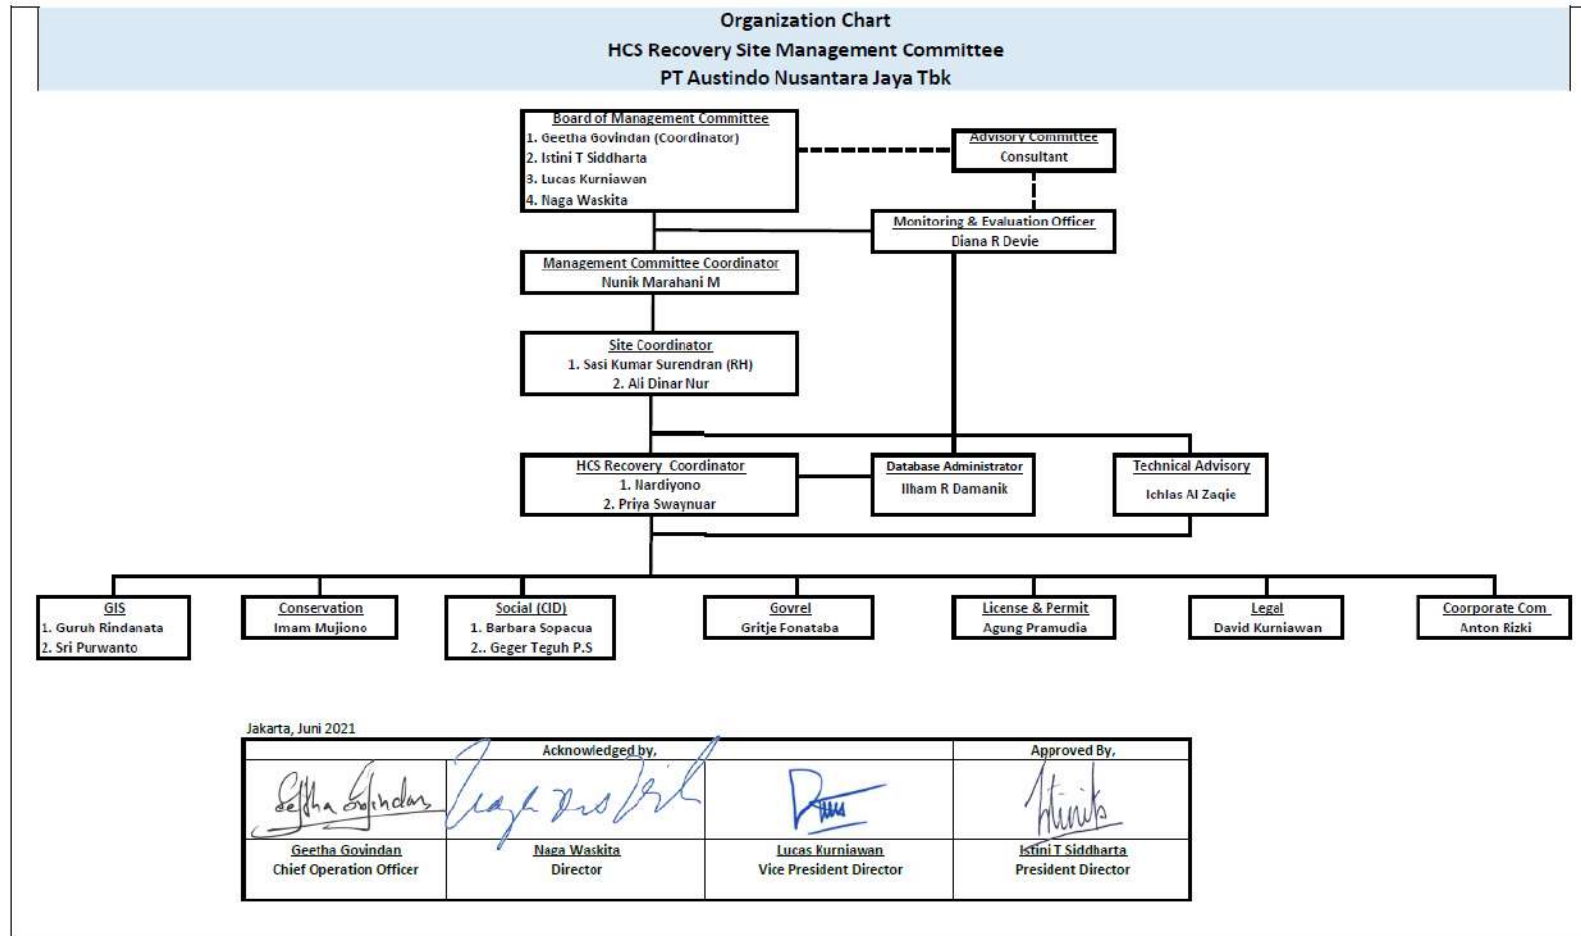 Organization Chart
HCS Recovery Site Management Committee
PT Austindo Nusantara Jaya Tbk
Board of Management Committee
1. Geetha Govindan (Coordinator)
2. Istini T Siddharta
3. Lucas Kurniawan
4. Naga Waskita
Advisory Committee
Consultant
Monitoring & Evaluation Officer
Diana R Devie
Management Committee Coordinator
Nunik Marahani M
Site Coordinator
1. Sasi Kumar Surendran (RH)
2. Ali Dinar Nur
HCS Recovery Coordinator
1. Nardiyono
2. Priya Swaynuar
Database Administrator
Ilham R Damanik
Technical Advisory
Ichlas Al Zaqie
GIS
1. Guruh Rindanata
2. Sri Purwanto
Conservation
Imam Mujiono
Social (CID)
1. Barbara Sopacua
2.. Geger Teguh P.S
Govrel
Gritje Fonataba
License & Permit
Agung Pramudia
Legal
David Kurniawan
Coorporate Com
Anton Rizki
Jakarta, Juni 2021
Acknowledged by,
Approved By,
Geetha Govindan
Geetha Govindan
Chief Operation Officer
Naga Waskita
Director
Lucas Kurniawan
Vice President Director
Istini T Siddharta
President Director